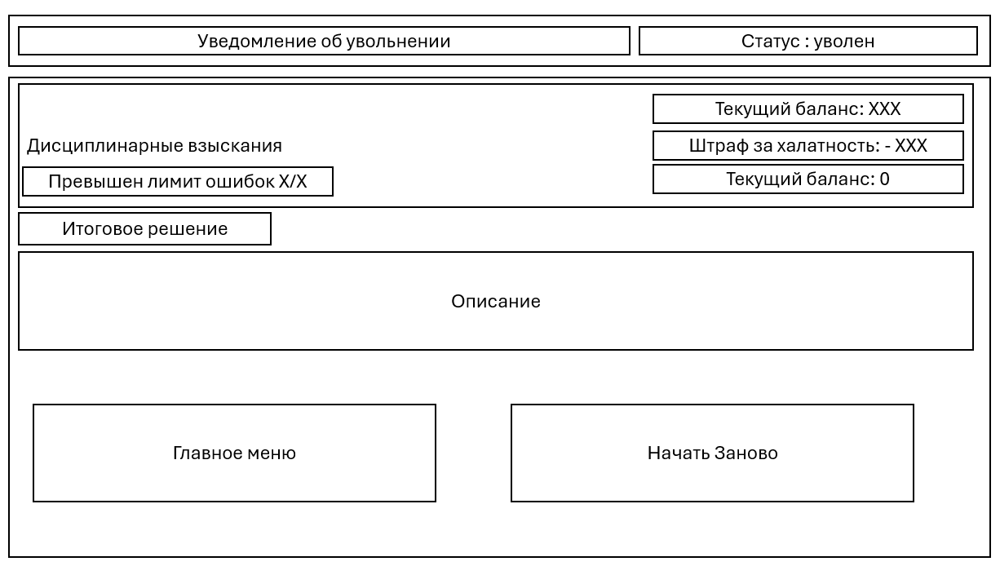 Уведомление об увольнении
Статус : уволен
Текущий баланс: XXX
Дисциплинарные взыскания
Штраф за халатность: - XXX
Превышен лимит ошибок X/X
Текущий баланс: 0
Итоговое решение
Описание
Главное меню
Начать Заново